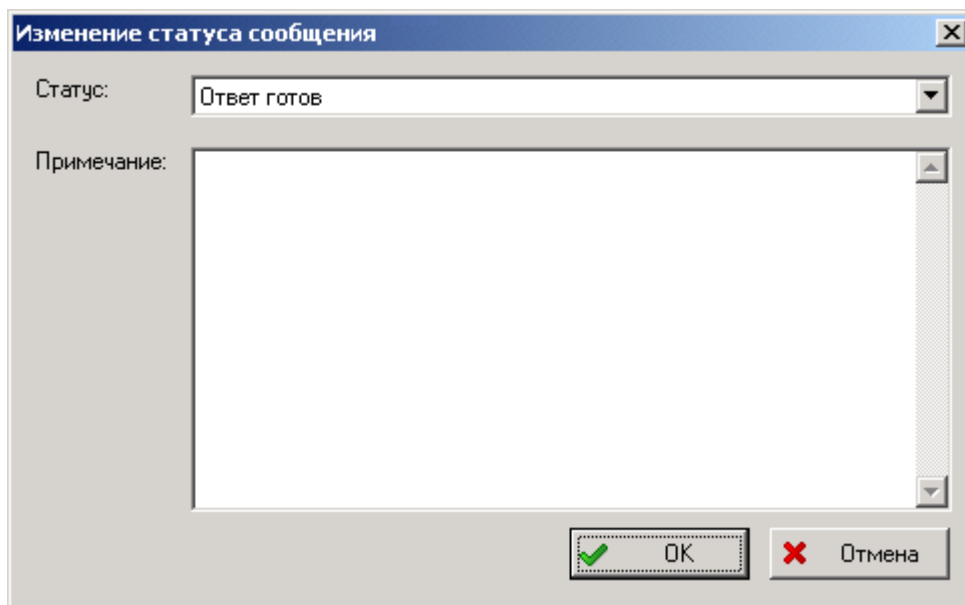 Изменение статуса сообщения
Статус:
Ответ готов
Примечание:
OK
Отмена